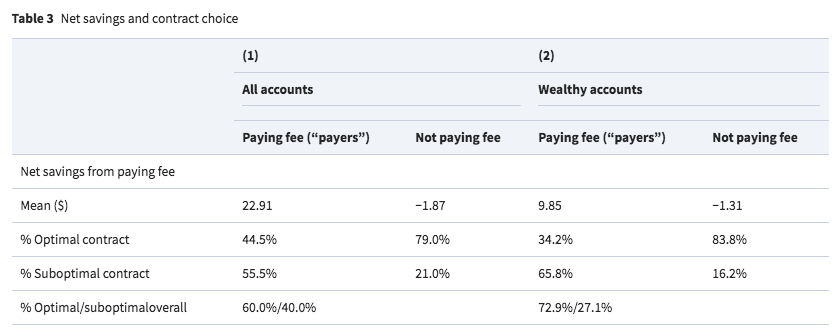 Table 3 Net savings and contract choice
(1) (2)
All accounts Wealthy accounts
Paying fee (“payers”) Not paying fee Paying fee (“payers”) Not paying fee
Net savings from paying fee
Mean ($) 22.91 −1.87 9.85 −1.31
% Optimal contract 44.5% 79.0% 34.2% 83.8%
% Suboptimal contract 55.5% 21.0% 65.8% 16.2%
% Optimal/suboptimaloverall 60.0%/40.0% 72.9%/27.1%